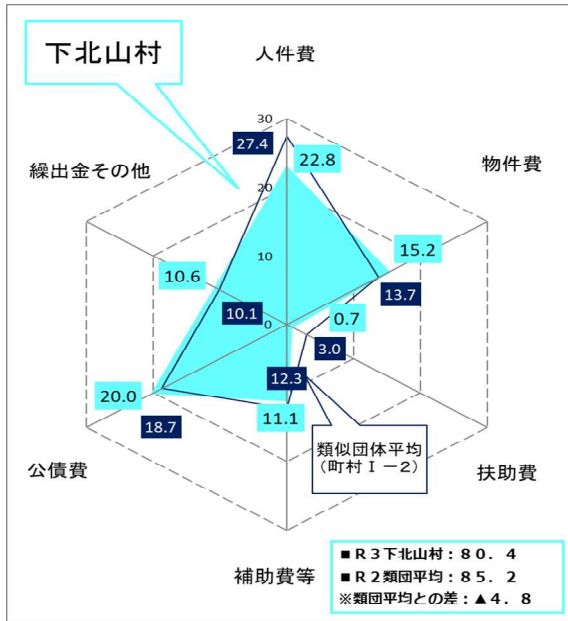 下北山村
人件費
30
27.4
22.8
繰出金その他
物件費
20
15.2
10
10.6
13.7
10.1
0
0.7
3.0
12.3
20.0
11.1
18.7
類似団体平均
（町村Ⅰ－2）
公債費
扶助費
補助費等
■R3下北山村：80.4
■R2類団平均：85.2
※類団平均との差：▲4.8